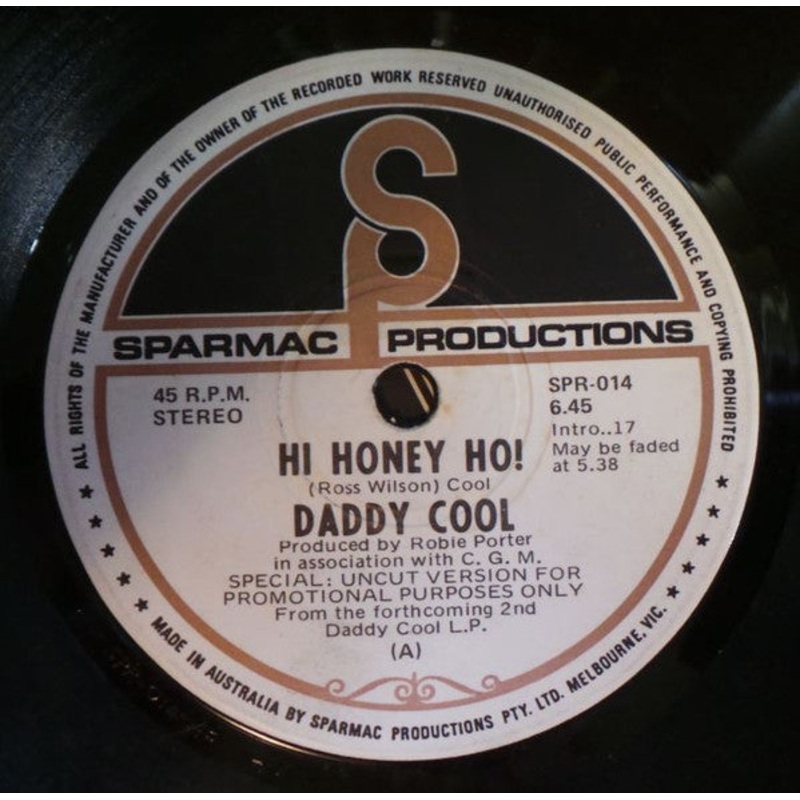 ALL RIGHTS OF THE MANUFACTURER AND OF THE OWNER OF THE RECORDED WORK RESERVED UNAUTHORISED PUBLIC PERFORMANCE AND COPYING PROHIBITED
SP
SPARMAC PRODUCTIONS
45 R.P.M.
STEREO
SPR-014
6.45
Intro..17
May be faded
at 5.38
HI HONEY HO!
(Ross Wilson) Cool
DADDY COOL
Produced by Robie Porter
in association with C. G. M.
SPECIAL: UNCUT VERSION FOR
PROMOTIONAL PURPOSES ONLY
From the forthcoming 2nd
Daddy Cool L.P.
(A)
MADE IN AUSTRALIA BY SPARMAC PRODUCTIONS PTY. LTD. MELBOURNE, VIC.